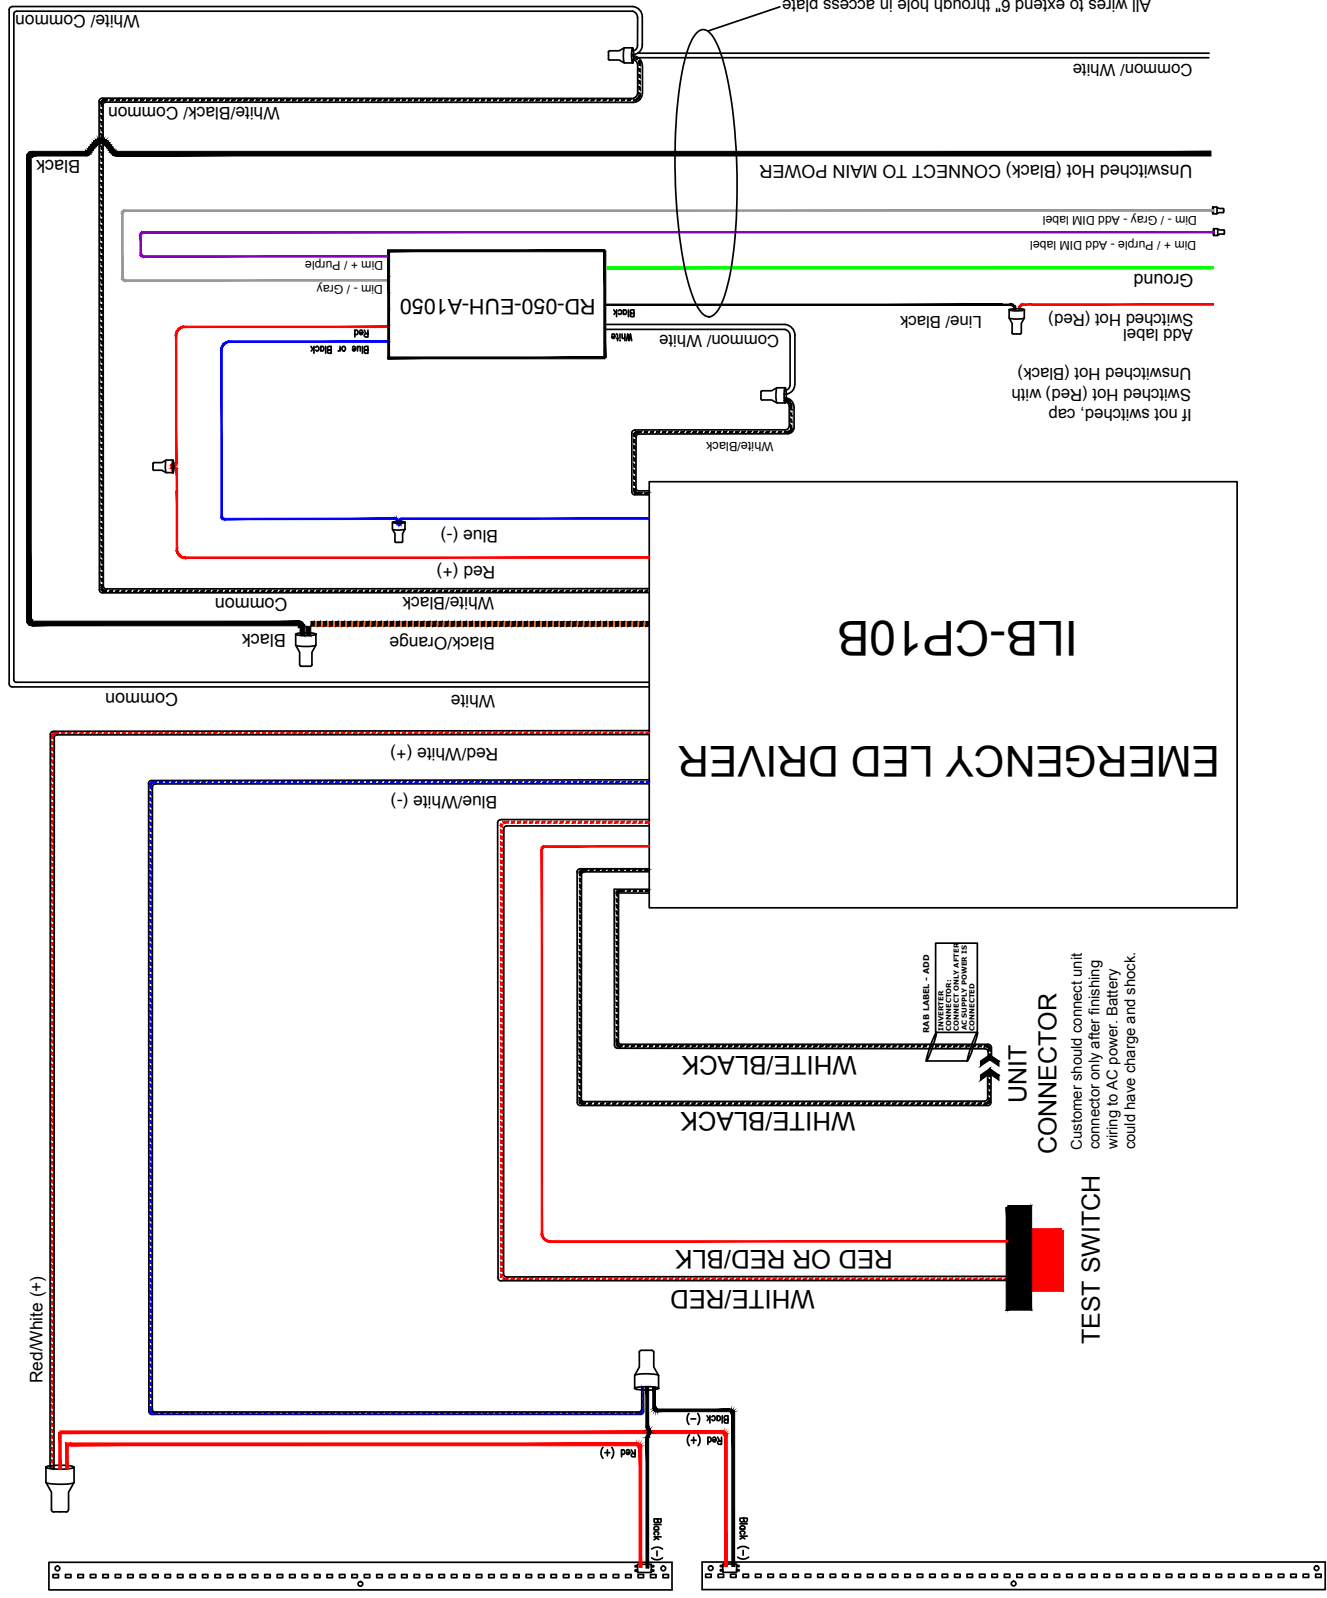 All wires to extend 6" through hole in access plate
White/ Common
Common/ White
White/Black/ Common
Black
Unswitched Hot (Black) CONNECT TO MAIN POWER
Dim - / Gray - Add DIM label
Dim + / Purple - Add DIM label
Dim + / Purple
Dim - / Gray
Ground
RD-050-EUH-A1050
Black
White
Red
Blue or Black
Line/ Black
Switched Hot (Red)
Add label
Common/ White
If not switched, cap
Switched Hot (Red) with
Unswitched Hot (Black)
White/Black
Blue (-)
Red (+)
White/Black
Common
Black/Orange
Black
White
Common
Red/White (+)
Blue/White (-)
ILB-CP10B
EMERGENCY LED DRIVER
RAB LABEL - ADD
INVERTER
CONNECTOR:
CONNECT ONLY AFTER
AC SUPPLY POWER IS
CONNECTED
WHITE/BLACK
WHITE/BLACK
UNIT
CONNECTOR
Customer should connect unit
connector only after finishing
wiring to AC power. Battery
could have charge and shock.
TEST SWITCH
RED OR RED/BLK
WHITE/RED
Red/White (+)
Black (-)
Red (+)
Red (+)
Black (-)
Black (-)